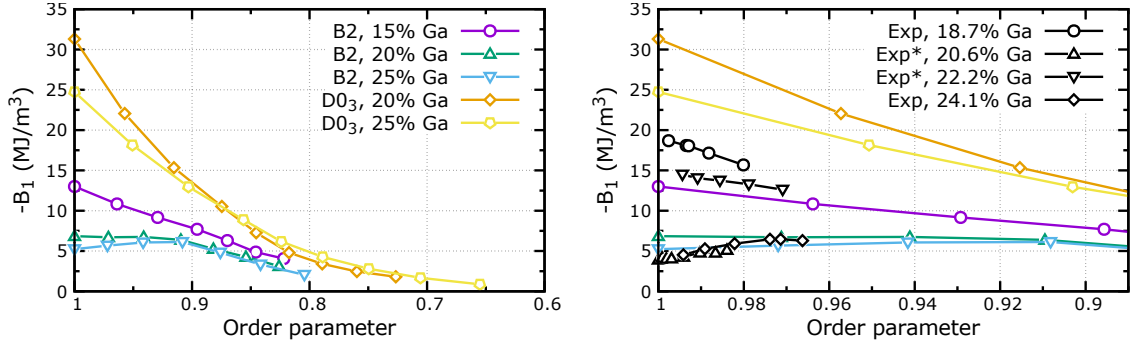 35
30
25
20
15
10
5
0
-B₁ (MJ/m³)
1
0.9
0.8
0.7
0.6
Order parameter
B2, 15% Ga
B2, 20% Ga
B2, 25% Ga
D0₃, 20% Ga
D0₃, 25% Ga
35
30
25
20
15
10
5
0
-B₁ (MJ/m³)
1
0.98
0.96
0.94
0.92
Order parameter
Exp, 18.7% Ga
Exp*, 20.6% Ga
Exp*, 22.2% Ga
Exp, 24.1% Ga